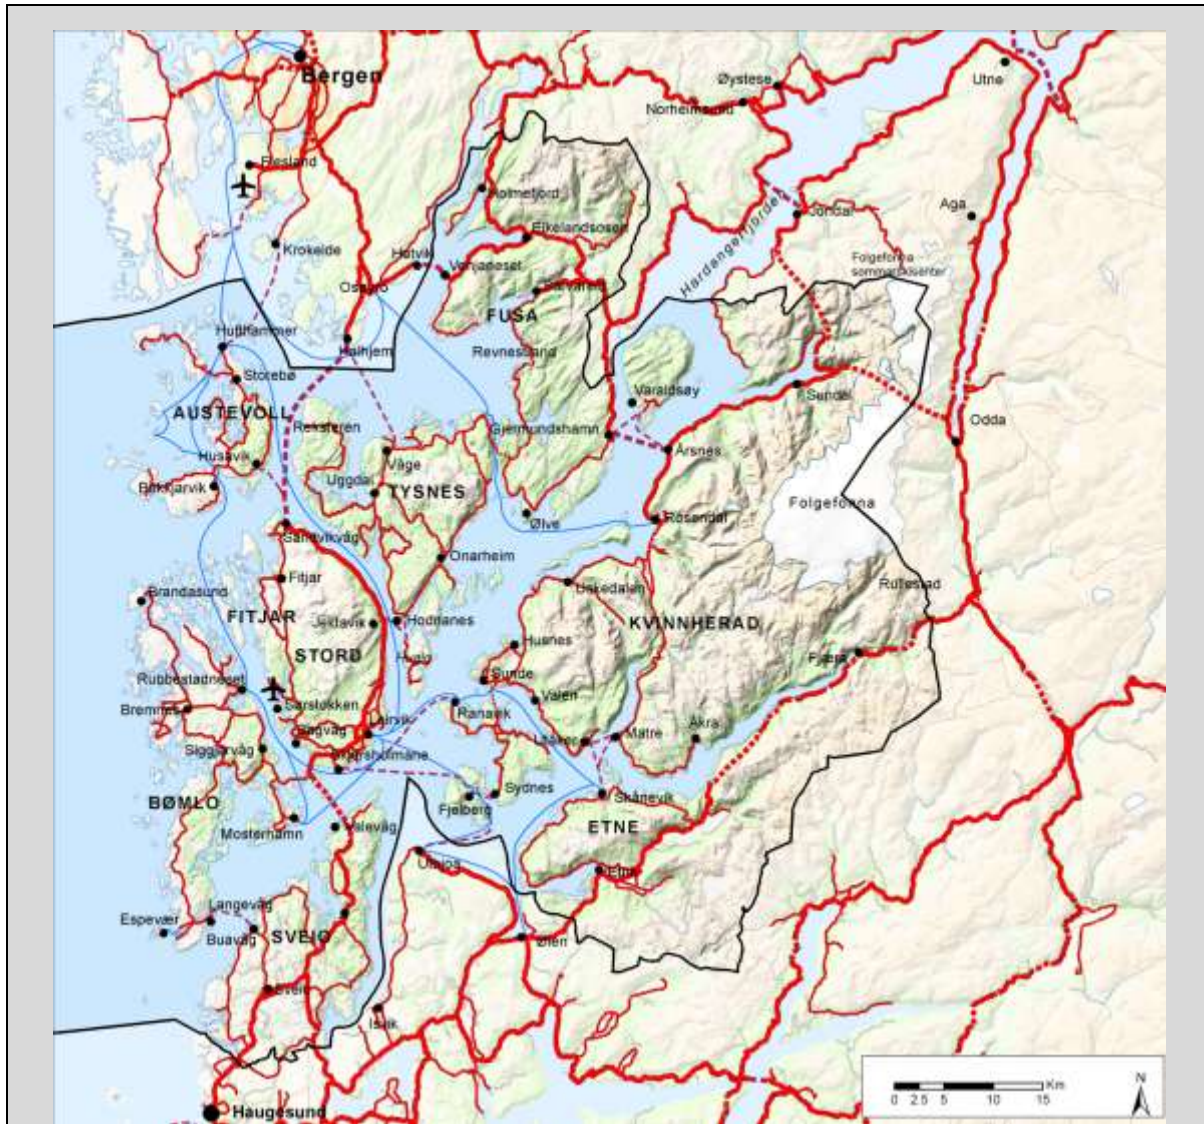 Bergen
Øystese
Utne
Norheimsund
Flesland
Holmefjord
Aga
Jondal
Hardangerfjorden
Krokeide
Eikelandsosen
Hatvik
Venjaneset
Folgefonna
sommarskisenter
Osøyro
FUSA
Hufthammer
Halhjem
Revnestrand
Storebø
Varaldsøy
Sundal
AUSTEVOLL
Reksteren
Gjermundshamn
Odda
Husavik
Våge
Årsnes
Bekkjarvik
Uggdal
TYSNES
Folgefonna
Ølve
Rosendal
Sandvikvåg
Onarheim
Fitjar
Uskedalen
Rullestad
Brandasund
FITJAR
Jektavik
Hodnanes
KVINNHERAD
Husnes
STORD
Fjæra
Rubbestadneset
Sunde
Valen
Bremnes
Sørstokken
Ranavik
Leirvik
Sagvåg
Matre
Åkra
Siggjarvåg
Skjersholmane
Sydnes
Skånevik
BØMLO
Fjelberg
ETNE
Mosterhamn
Valevåg
Utbjoa
Etne
Langevåg
Espevær
Buavåg
SVEIO
Ølen
Sveio
Isvik
Km
0 2.5 5 10 15
N
Haugesund